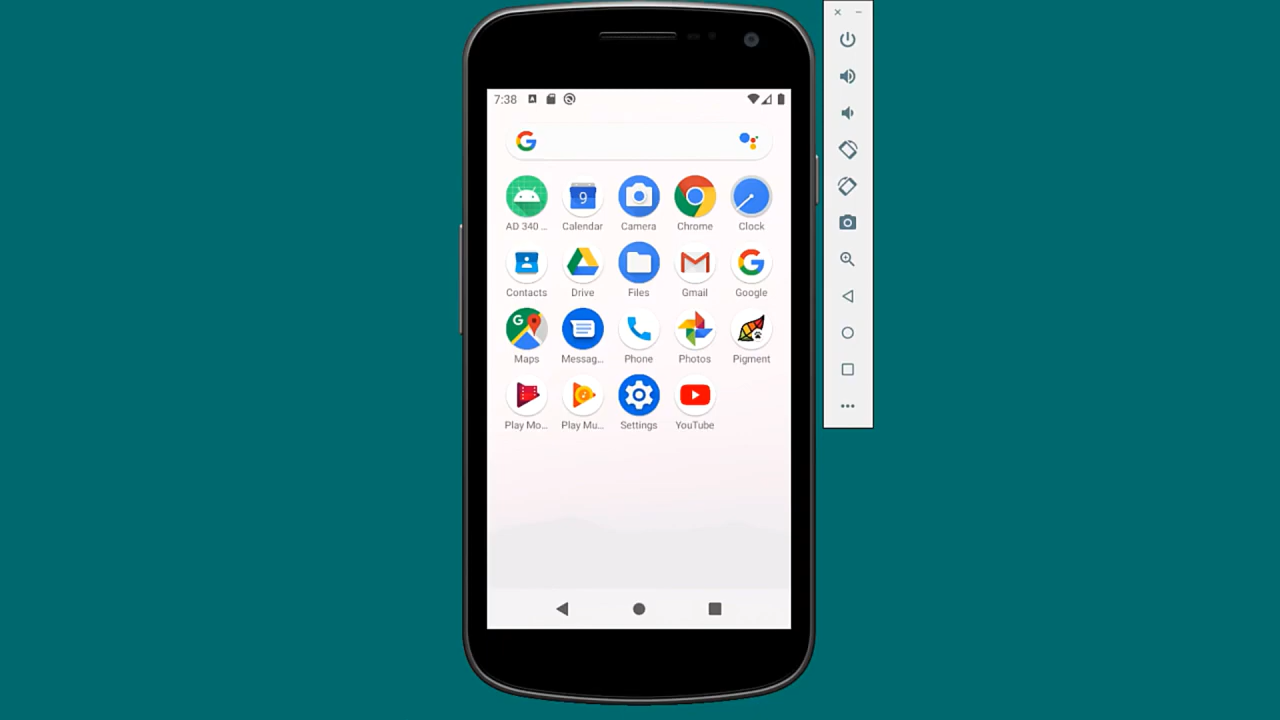 7:38
9
AD 340 ... Calendar Camera Chrome Clock
Contacts Drive Files Gmail Google
G
Maps Messag... Phone Photos Pigment
Play Mo... Play Mu... Settings YouTube